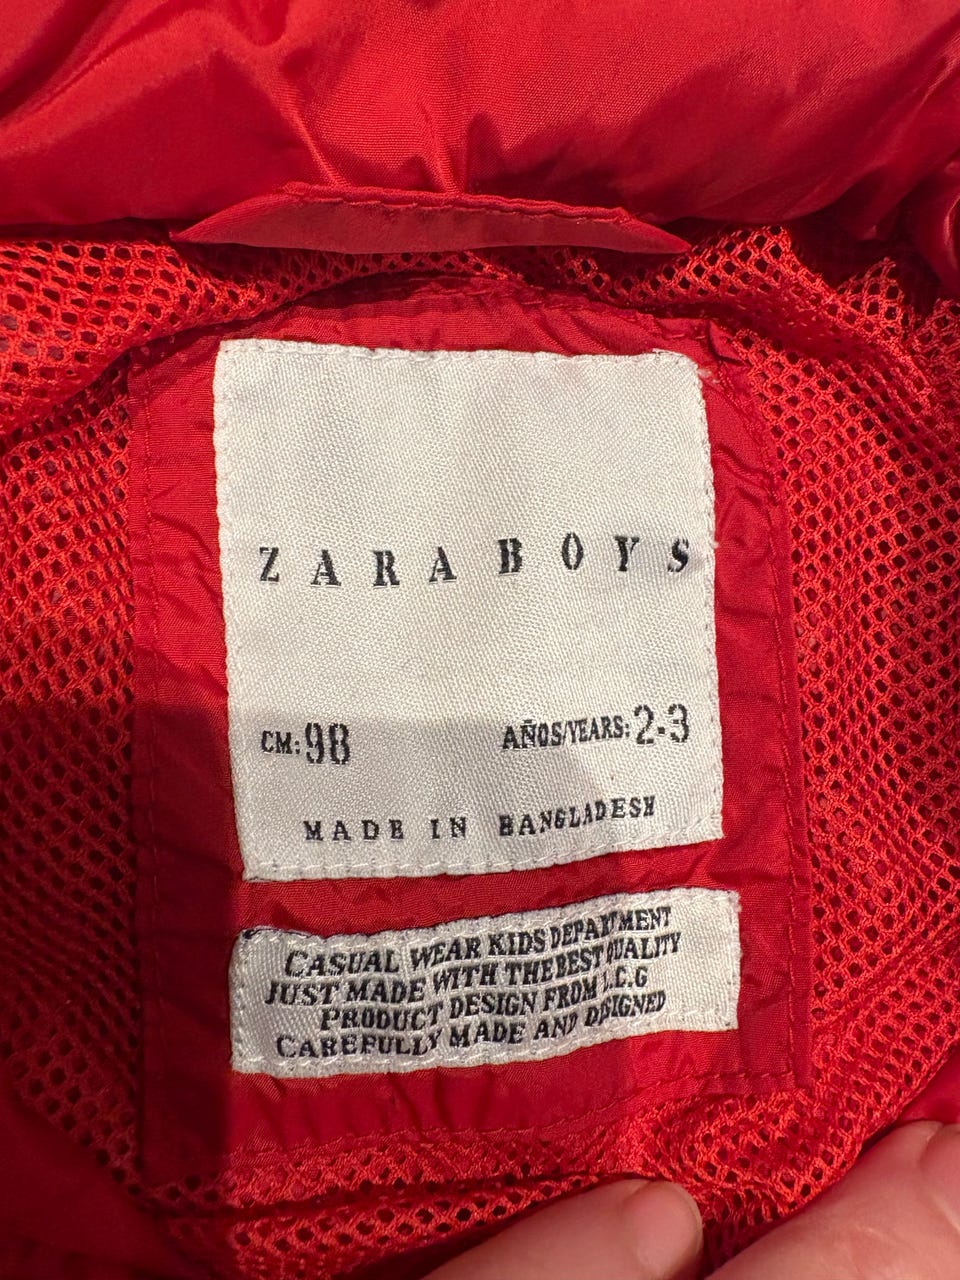 ZARA BOYS
CM: 98 AÑOS/YEARS: 2-3
MADE IN BANGLADESH
CASUAL WEAR KIDS DEPARTMENT
JUST MADE WITH THE BEST QUALITY
PRODUCT DESIGN FROM L.C.G
CAREFULLY MADE AND DESIGNED